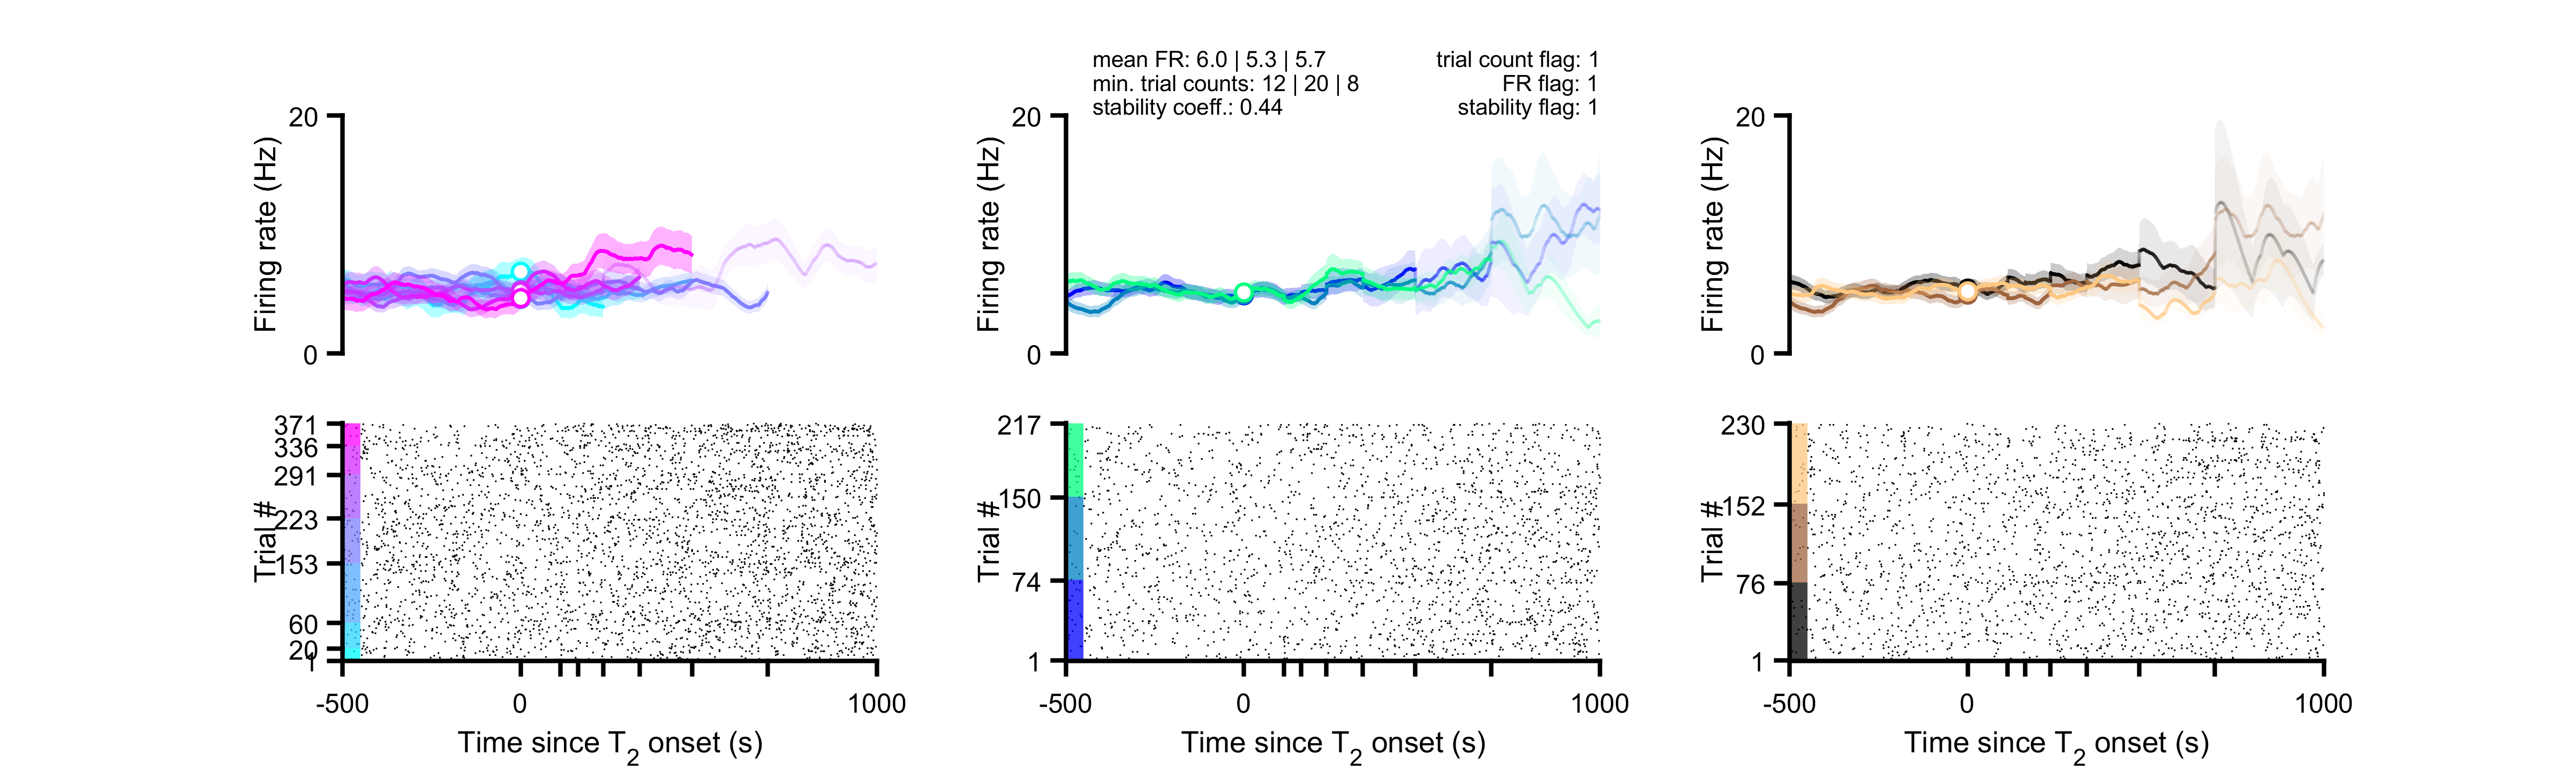 mean FR: 6.0 | 5.3 | 5.7
min. trial counts: 12 | 20 | 8
stability coeff.: 0.44
trial count flag: 1
FR flag: 1
stability flag: 1
20
Firing rate (Hz)
0
20
Firing rate (Hz)
0
20
Firing rate (Hz)
0
371
336
291
223
153
60
20
1
Trial #
-500
0
1000
Time since T2 onset (s)
217
150
74
1
Trial #
-500
0
1000
Time since T2 onset (s)
230
152
76
1
Trial #
-500
0
1000
Time since T2 onset (s)